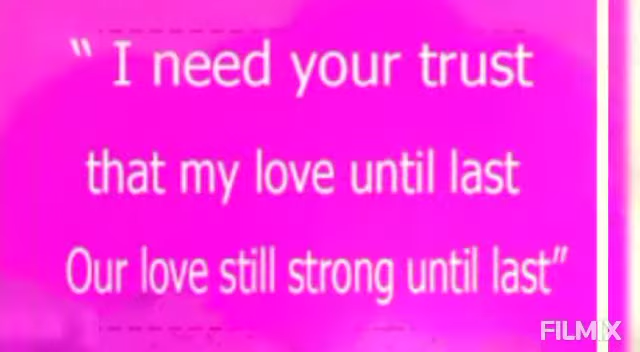 “ I need your trust
that my love until last
Our love still strong until last”
FILMIX